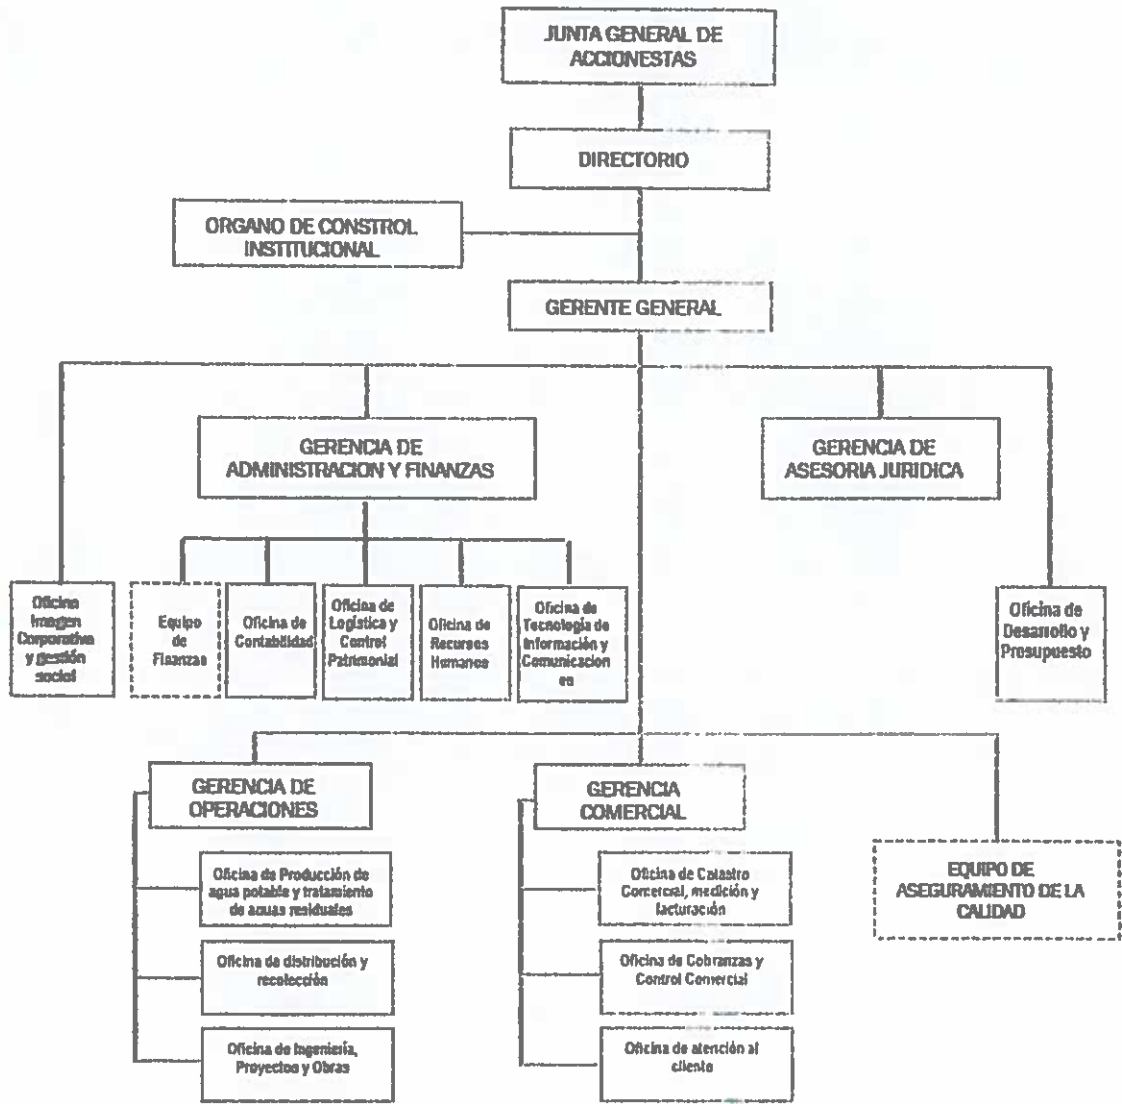 JUNTA GENERAL DE
ACCIONESTAS
DIRECTORIO
ORGANO DE CONSTROL
INSTITUCIONAL
GERENTE GENERAL
GERENCIA DE
ADMINISTRACION Y FINANZAS
GERENCIA DE
ASESORIA JURIDICA
Oficina
Imagen
Corporativa
y gestión
social
Equipo
de
Finanzas
Oficina de
Contabilidad
Oficina de
Logística y
Control
Patrimonial
Oficina de
Recursos
Humanos
Oficina de
Tecnología de
Información y
Comunicacion
es
Oficina de
Desarrollo y
Presupuesto
GERENCIA DE
OPERACIONES
GERENCIA
COMERCIAL
EQUIPO DE
ASEGURAMIENTO DE LA
CALIDAD
Oficina de Producción de
agua potable y tratamiento
de aguas residuales
Oficina de distribución y
recolección
Oficina de Ingeniería,
Proyectos y Obras
Oficina de Catastro
Comercial, medición y
facturación
Oficina de Cobranzas y
Control Comercial
Oficina de atención al
cliente